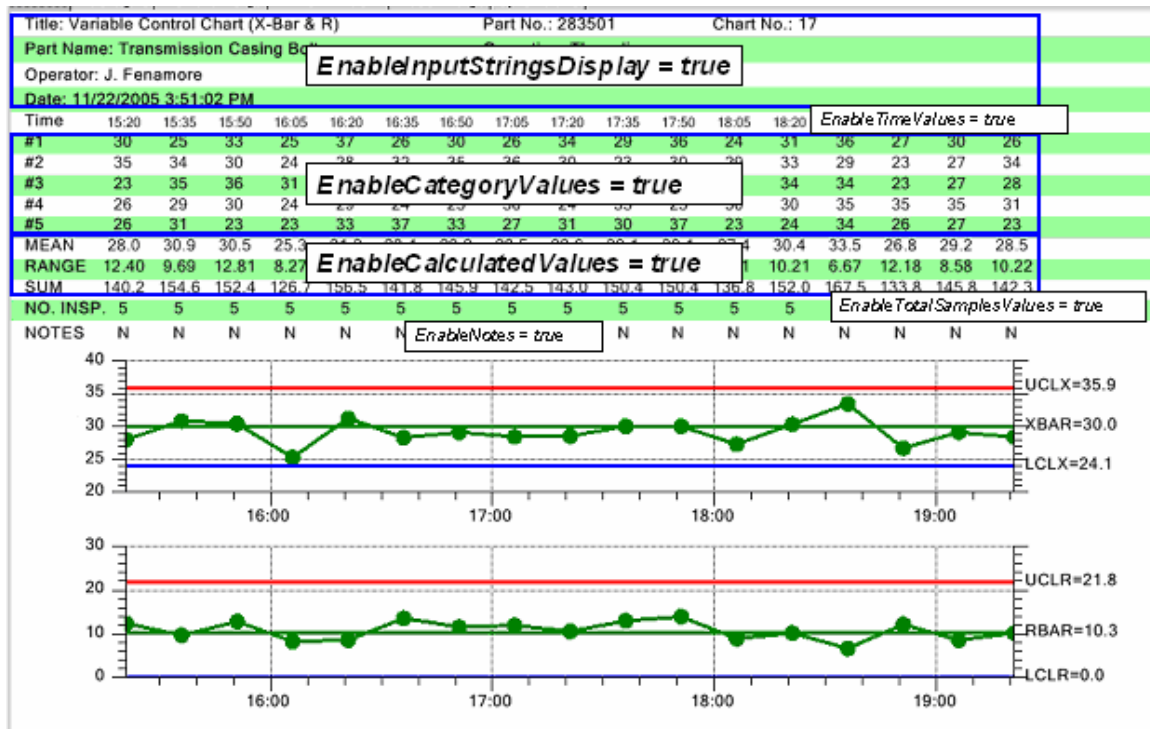 Title: Variable Control Chart (X-Bar & R) Part No.: 283501 Chart No.: 17
Part Name: Transmission Casing
Operator: J. Fenamore
EnableInputStringsDisplay = true
Date: 11/22/2005 3:51:02 PM
Time 15:20 15:35 15:50 16:05 16:20 16:35 16:50 17:05 17:20 17:35 17:50 18:05 18:20
EnableTimeValues = true
#1 30 25 33 25 37 26 30 26 34 29 36 24 31 36 27 30 26
#2 35 34 30 24 33 29 23 27 34
#3 23 35 36 31 34 34 23 27 28
EnableCategoryValues = true
#4 26 29 30 24 30 35 35 35 31
#5 26 31 23 23 33 37 33 27 31 30 37 23 24 34 26 27 23
MEAN 28.0 30.9 30.5 25.3 30.4 33.5 26.8 29.2 28.5
RANGE 12.40 9.69 12.81 8.27 10.21 6.67 12.18 8.58 10.22
EnableCalculatedValues = true
SUM 140.2 154.6 152.4 126.7 156.5 141.8 145.9 142.5 143.0 150.4 150.4 136.8 152.0 167.5 133.8 145.8 142.3
NO. INSP. 5 5 5 5 5 5 5 5 5 5 5 5 5
EnableTotalSamplesValues = true
NOTES N N N N N N N N N N N N N
EnableNotes = true
40
35
30
25
20
UCLX=35.9
XBAR=30.0
LCLX=24.1
16:00 17:00 18:00 19:00
30
20
10
0
UCLR=21.8
RBAR=10.3
LCLR=0.0
16:00 17:00 18:00 19:00